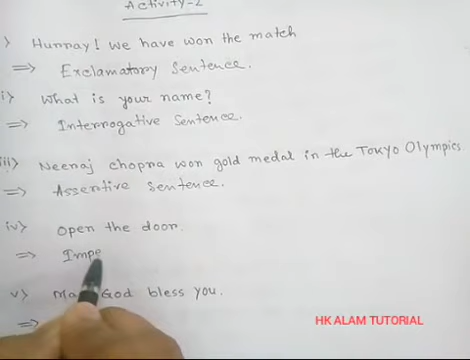 Activity-2
i) Hurray! we have won the match
=> Exclamatory Sentence.
i) What is your name?
=> Interrogative Sentence.
iii) Neeraj chopra won gold medal in the Tokyo Olympics
=> Assertive Sentence.
iv) Open the door.
=> Impe
v) May God bless you.
=>
HK ALAM TUTORIAL